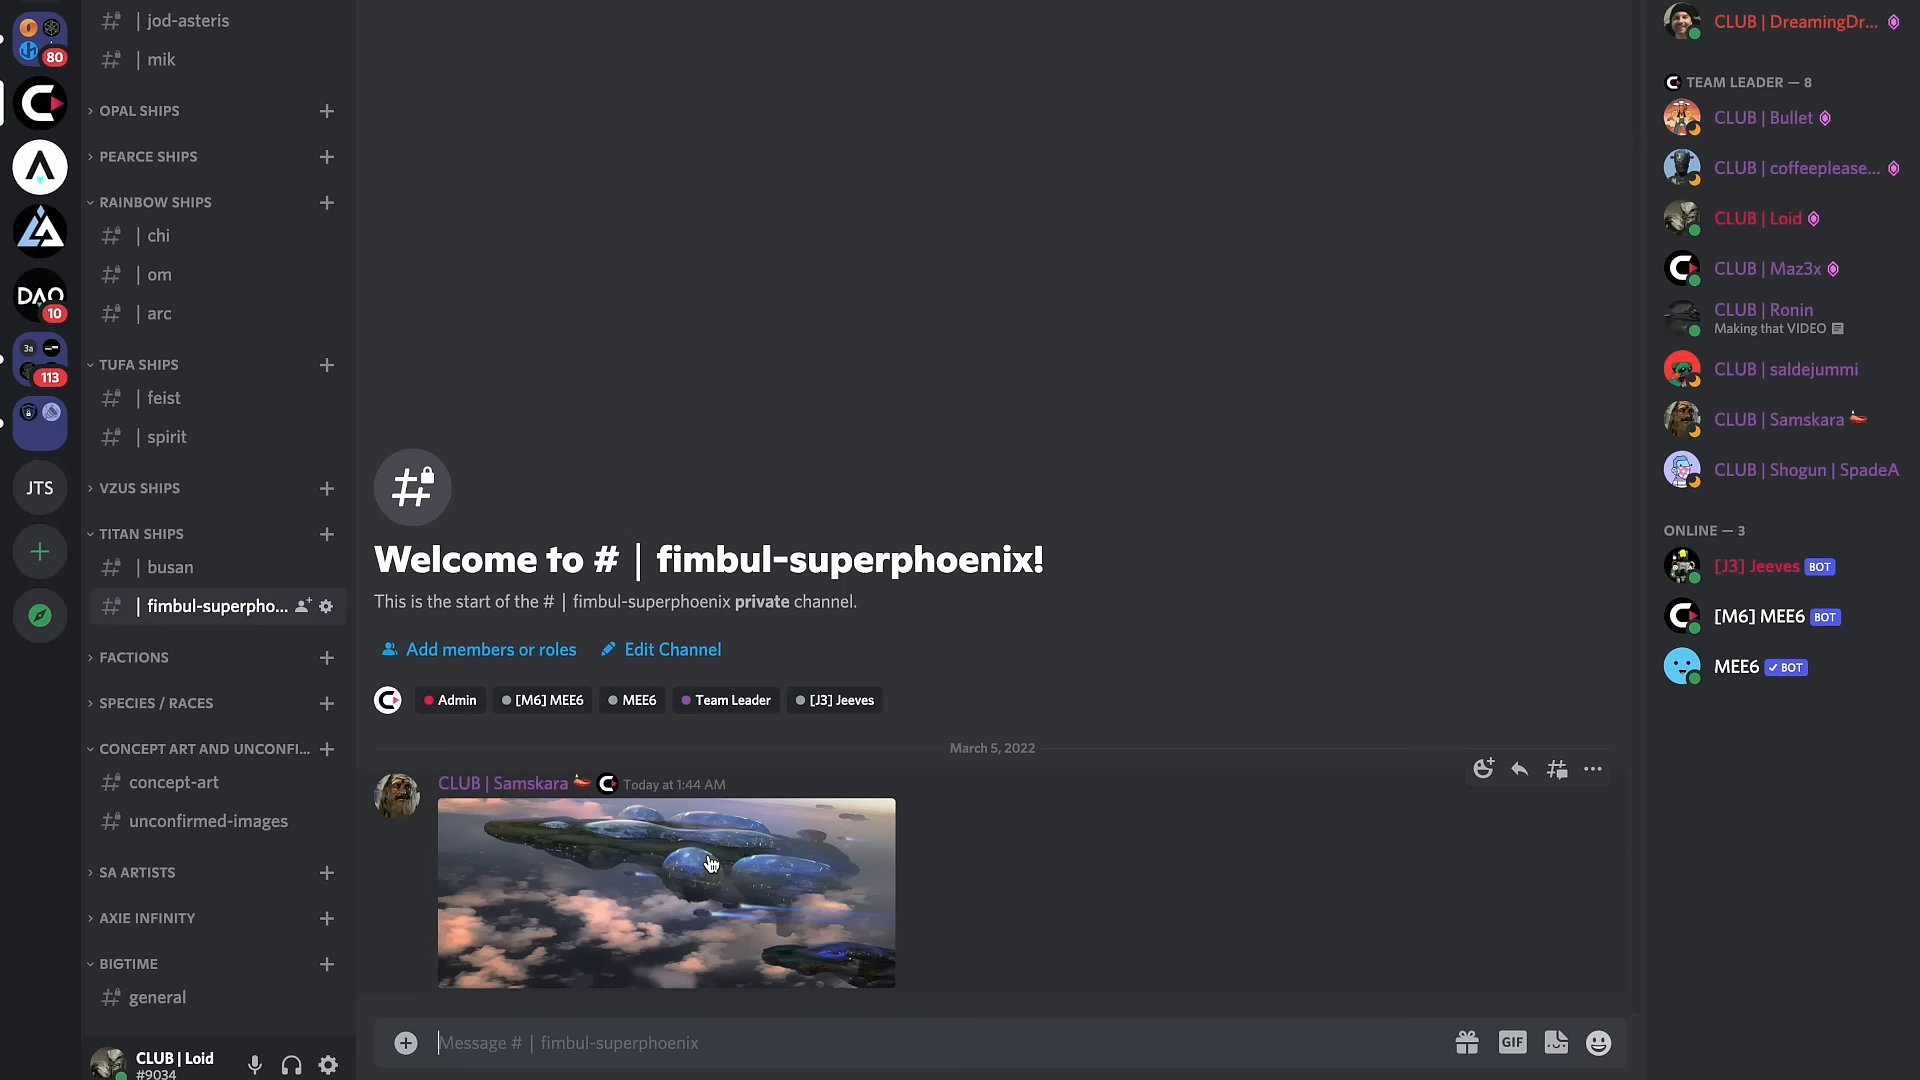 80
DAO
10
3a
113
JTS
| jod-asteris
| mik
OPAL SHIPS
PEARCE SHIPS
RAINBOW SHIPS
| chi
| om
| arc
TUFA SHIPS
| feist
| spirit
VZUS SHIPS
TITAN SHIPS
| busan
| fimbul-superpho...
FACTIONS
SPECIES / RACES
CONCEPT ART AND UNCONFI...
concept-art
unconfirmed-images
SA ARTISTS
AXIE INFINITY
BIGTIME
general
CLUB | Loid
#9034
Welcome to # | fimbul-superphoenix!
This is the start of the # | fimbul-superphoenix private channel.
Add members or roles Edit Channel
Admin [M6] MEE6 MEE6 Team Leader [J3] Jeeves
March 5, 2022
CLUB | Samskara Today at 1:44 AM
Message # | fimbul-superphoenix
GIF
CLUB | DreamingDr...
TEAM LEADER — 8
CLUB | Bullet
CLUB | coffeeplease...
CLUB | Loid
CLUB | Maz3x
CLUB | Ronin
Making that VIDEO
CLUB | saldejummi
CLUB | Samskara
CLUB | Shogun | SpadeA
ONLINE — 3
[J3] Jeeves BOT
[M6] MEE6 BOT
MEE6 ✓ BOT